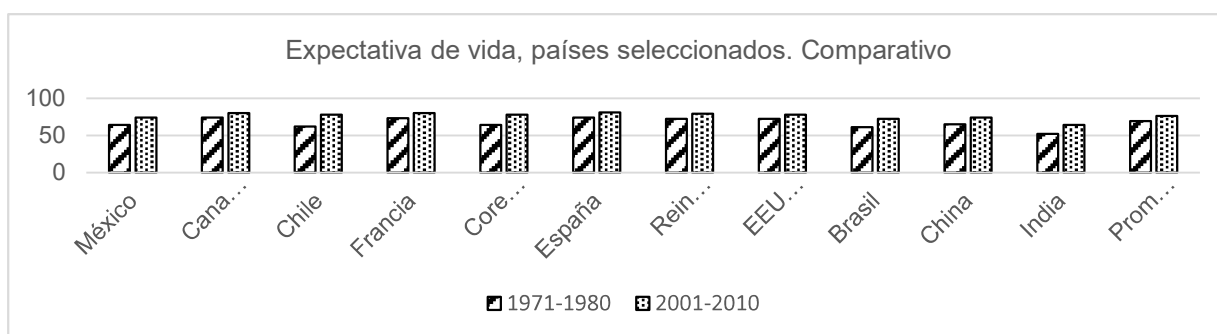 Expectativa de vida, países seleccionados. Comparativo
100
50
0
México
Cana...
Chile
Francia
Core...
España
Rein...
EEU...
Brasil
China
India
Prom...
1971-1980 2001-2010